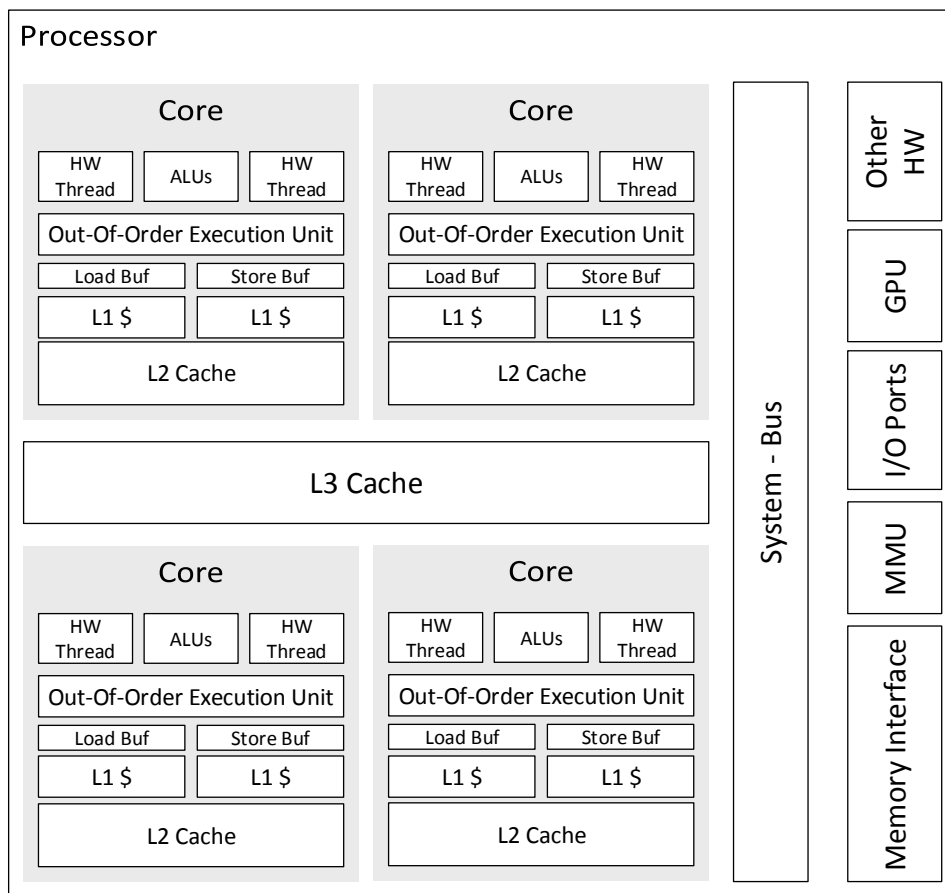 Processor
Core
HW
Thread
ALUs
HW
Thread
Out-Of-Order Execution Unit
Load Buf
Store Buf
L1 $
L1 $
L2 Cache
Core
HW
Thread
ALUs
HW
Thread
Out-Of-Order Execution Unit
Load Buf
Store Buf
L1 $
L1 $
L2 Cache
L3 Cache
Core
HW
Thread
ALUs
HW
Thread
Out-Of-Order Execution Unit
Load Buf
Store Buf
L1 $
L1 $
L2 Cache
Core
HW
Thread
ALUs
HW
Thread
Out-Of-Order Execution Unit
Load Buf
Store Buf
L1 $
L1 $
L2 Cache
System - Bus
Other
HW
GPU
I/O Ports
MMU
Memory Interface